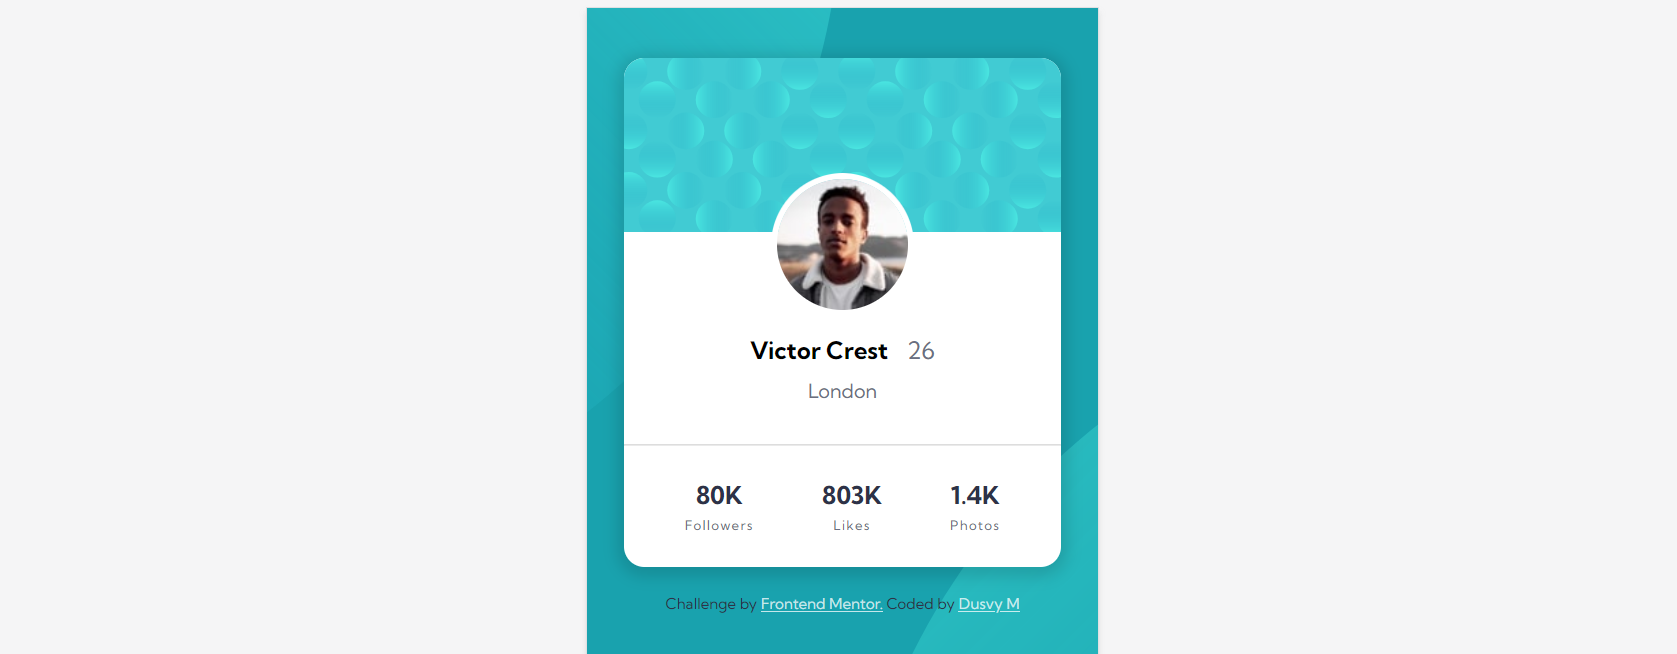 Victor Crest 26
London
80K 803K 1.4K
Followers Likes Photos
Challenge by Frontend Mentor. Coded by Dusvy M